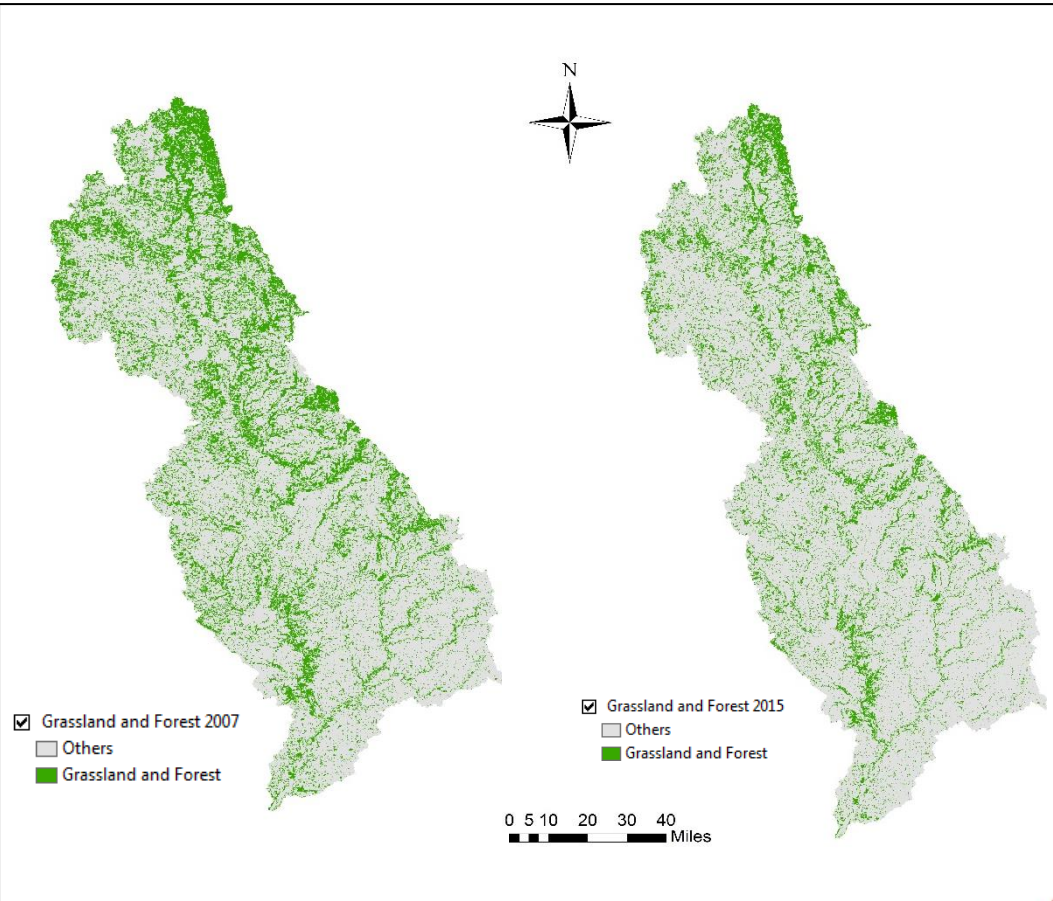 N
Grassland and Forest 2007
Others
Grassland and Forest
Grassland and Forest 2015
Others
Grassland and Forest
0 5 10 20 30 40
Miles